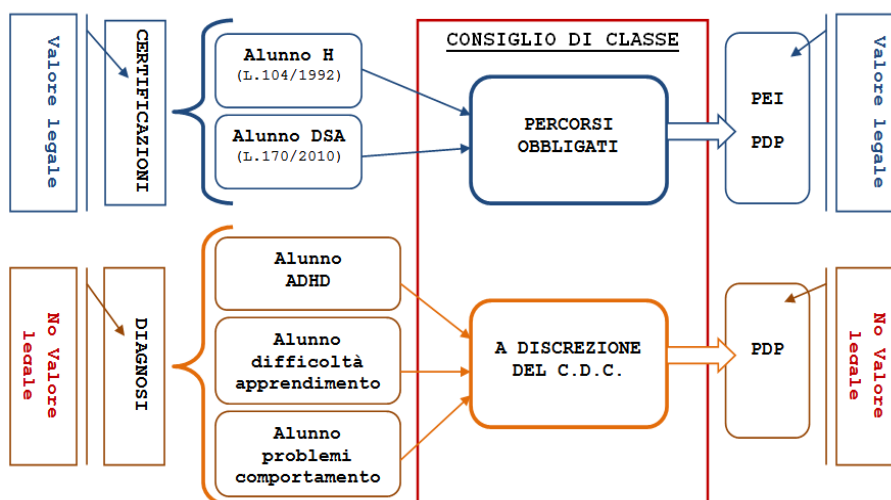 Valore legale
CERTIFICAZIONI
Alunno H
(L.104/1992)
Alunno DSA
(L.170/2010)
CONSIGLIO DI CLASSE
PERCORSI
OBBLIGATI
PEI
PDP
Valore legale
No Valore
legale
DIAGNOSI
Alunno
ADHD
Alunno
difficoltà
apprendimento
Alunno
problemi
comportamento
A DISCREZIONE
DEL C.D.C.
PDP
No Valore
legale